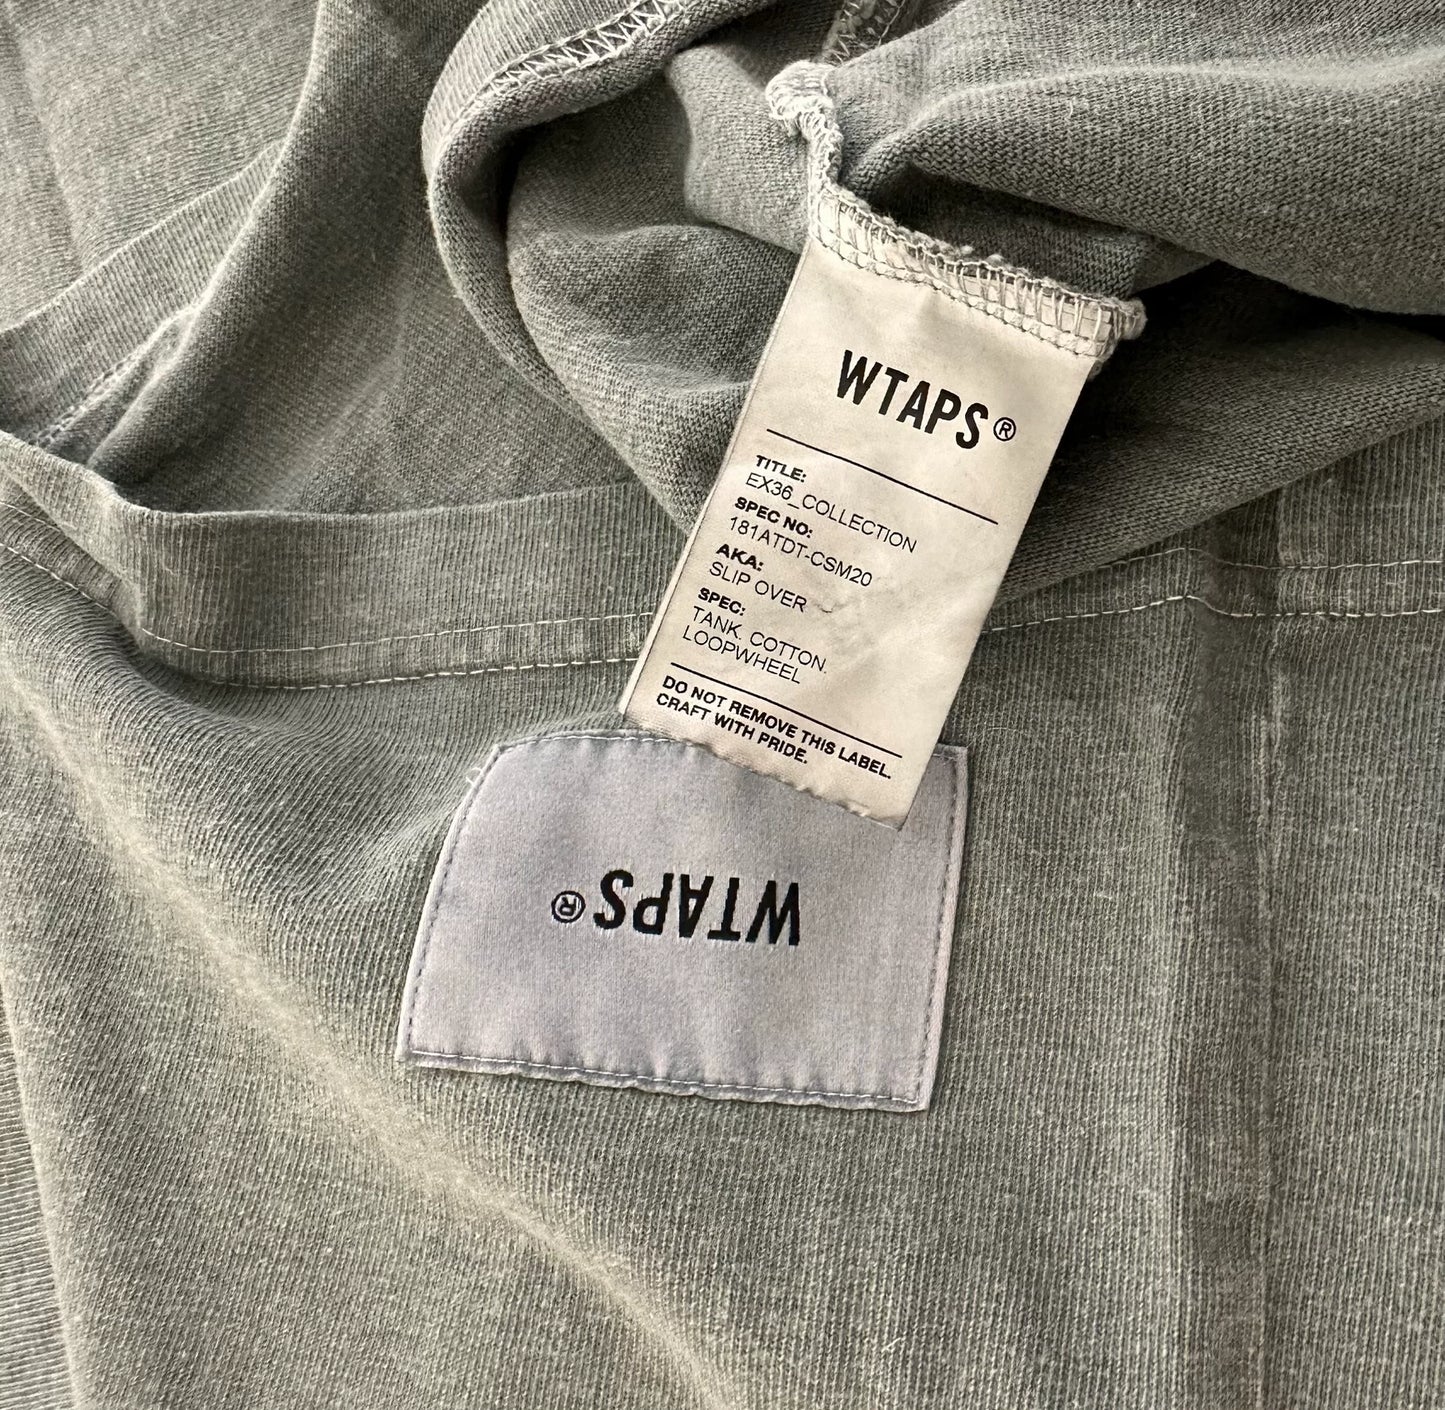 WTAPS®
TITLE:
EX36_COLLECTION
SPEC NO:
181ATDT-CSM20
AKA:
SLIP OVER
SPEC:
TANK. COTTON.
LOOPWHEEL
DO NOT REMOVE THIS LABEL.
CRAFT WITH PRIDE.
WTAPS®